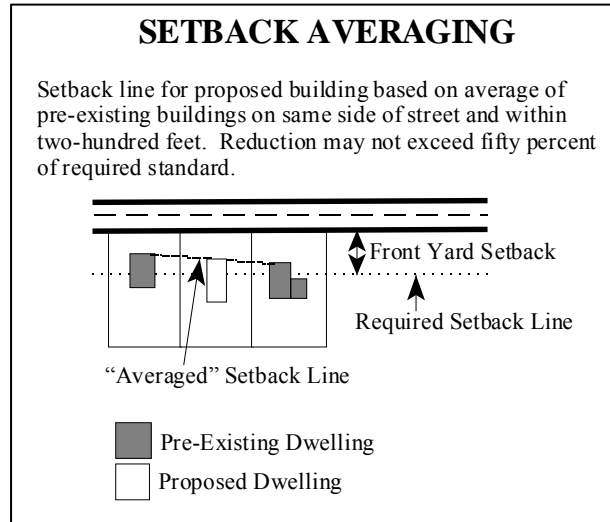 SETBACK AVERAGING
Setback line for proposed building based on average of
pre-existing buildings on same side of street and within
two-hundred feet.  Reduction may not exceed fifty percent
of required standard.
Front Yard Setback
Required Setback Line
“Averaged” Setback Line
Pre-Existing Dwelling
Proposed Dwelling